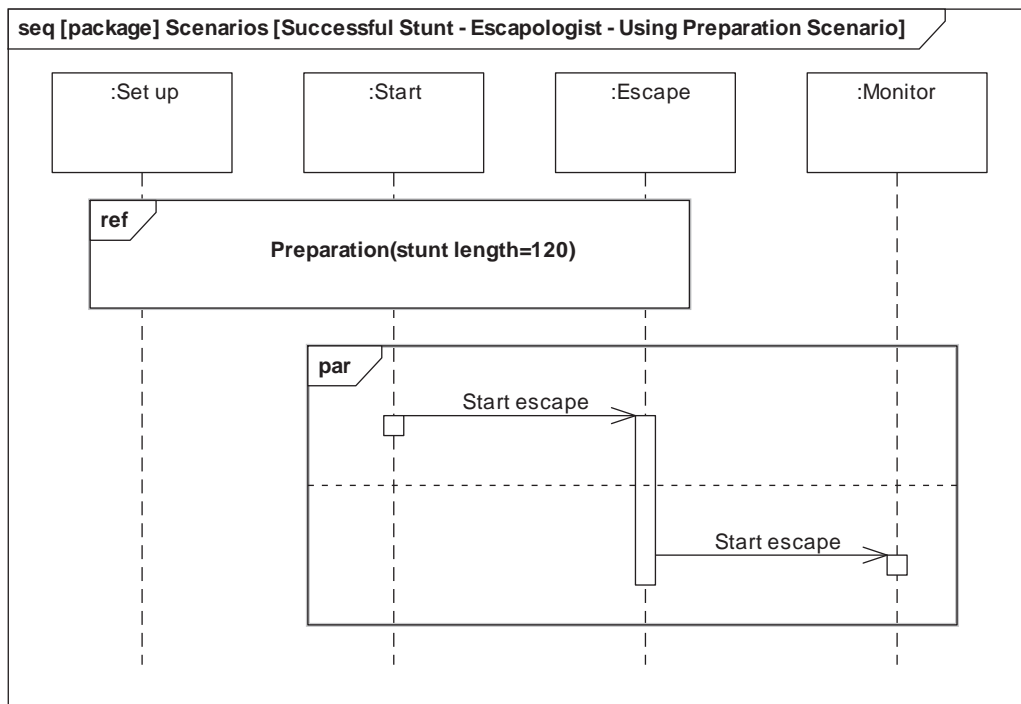 seq [package] Scenarios [Successful Stunt - Escapologist - Using Preparation Scenario]
:Set up
:Start
:Escape
:Monitor
ref
Preparation(stunt length=120)
par
Start escape
Start escape